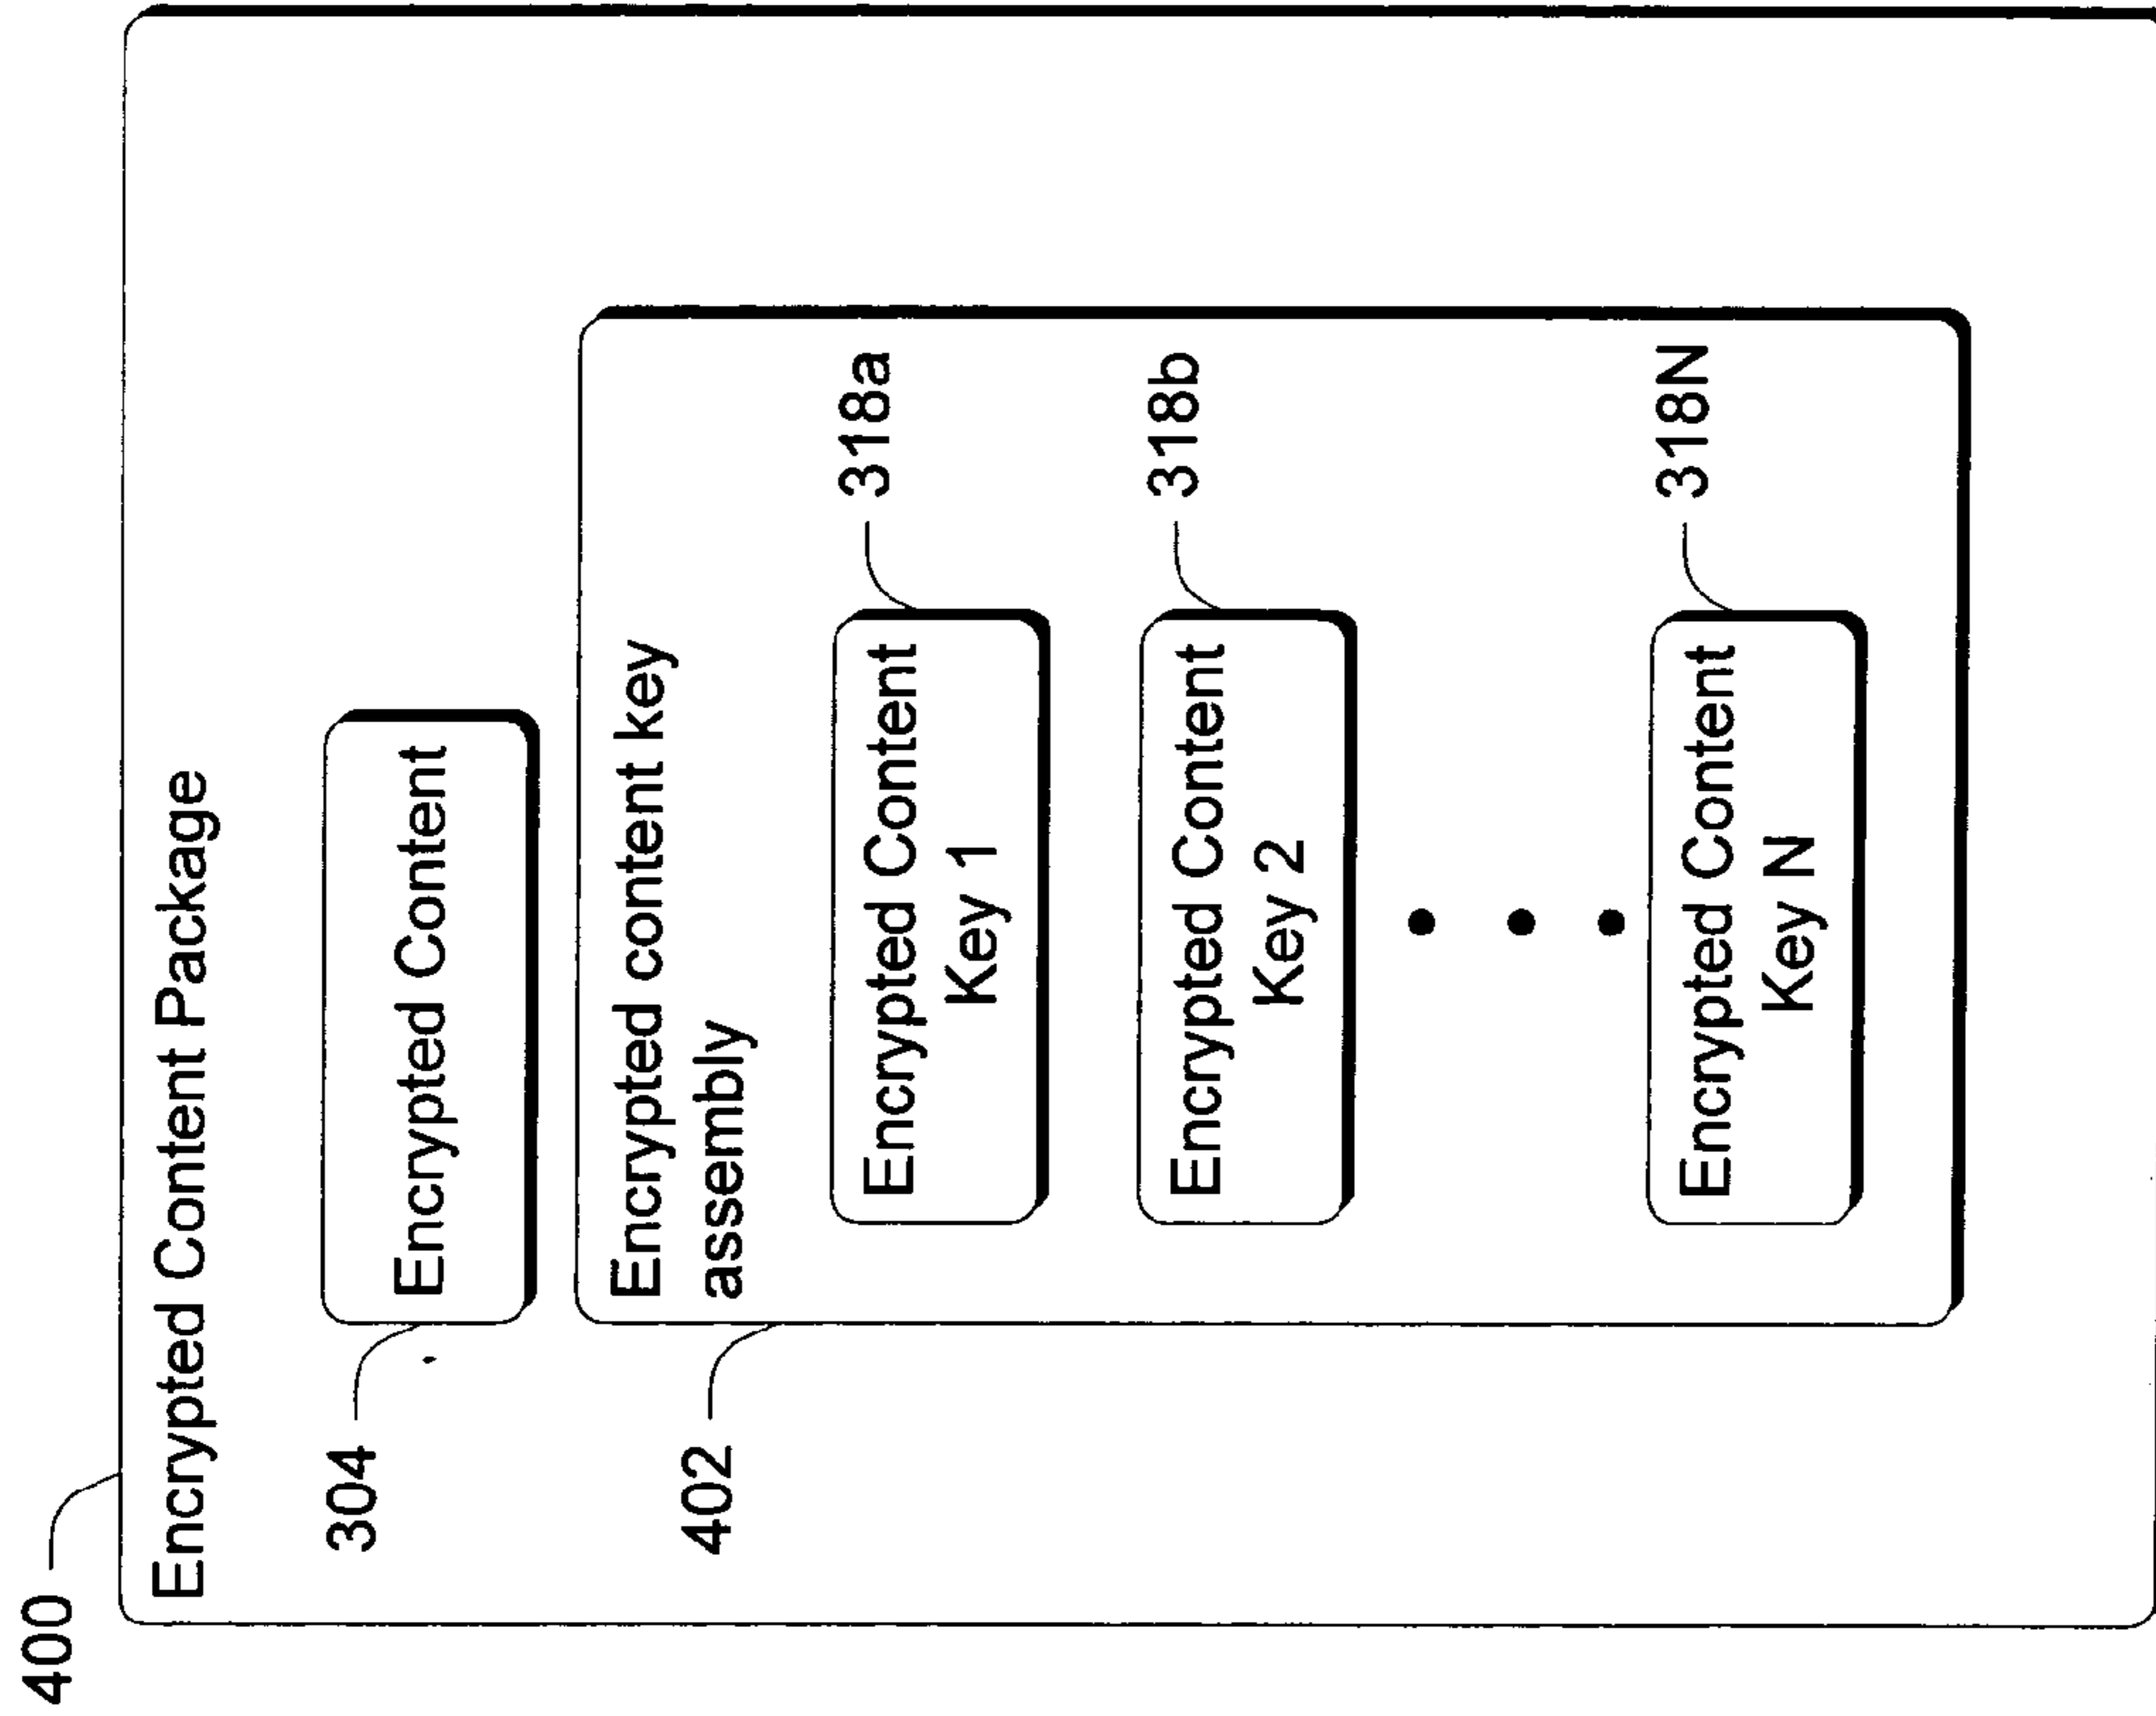 400
Encrypted Content Package
304
Encrypted Content
402
Encrypted content key
assembly
Encrypted Content
Key 1
318a
Encrypted Content
Key 2
318b
Encrypted Content
Key N
318N